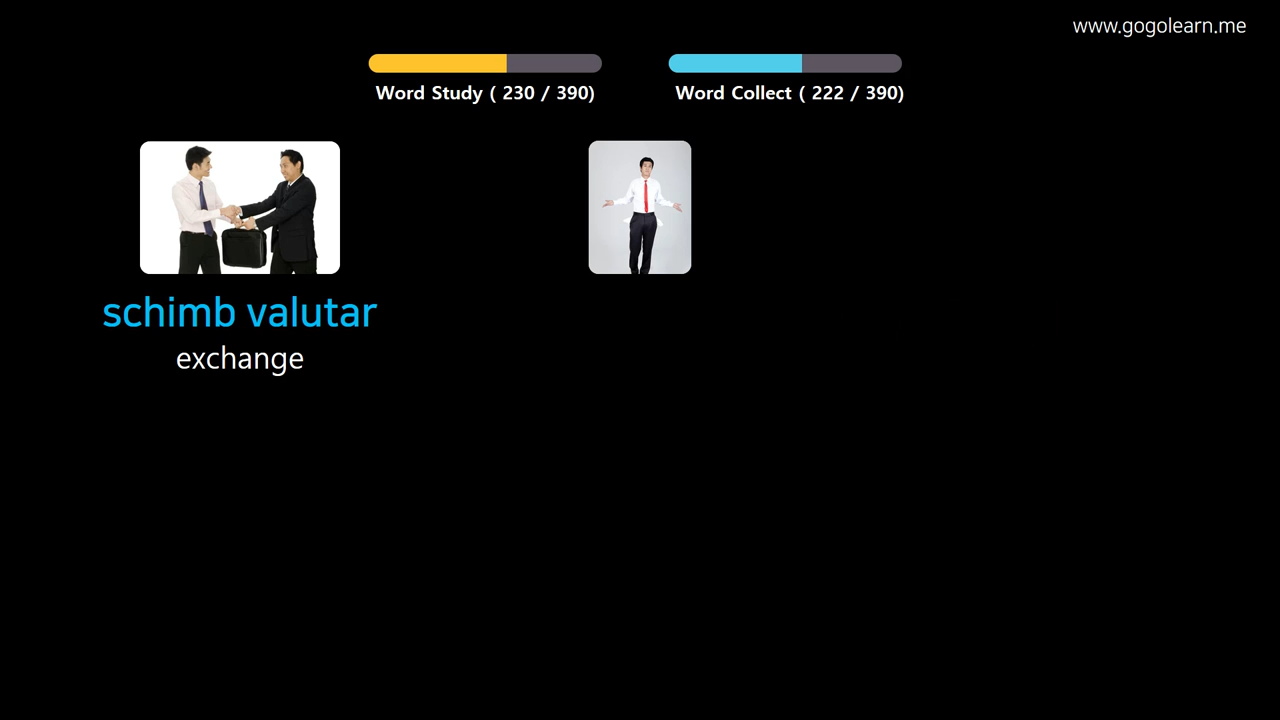 www.gogolearn.me
Word Study ( 230 / 390)
Word Collect ( 222 / 390)
schimb valutar
exchange